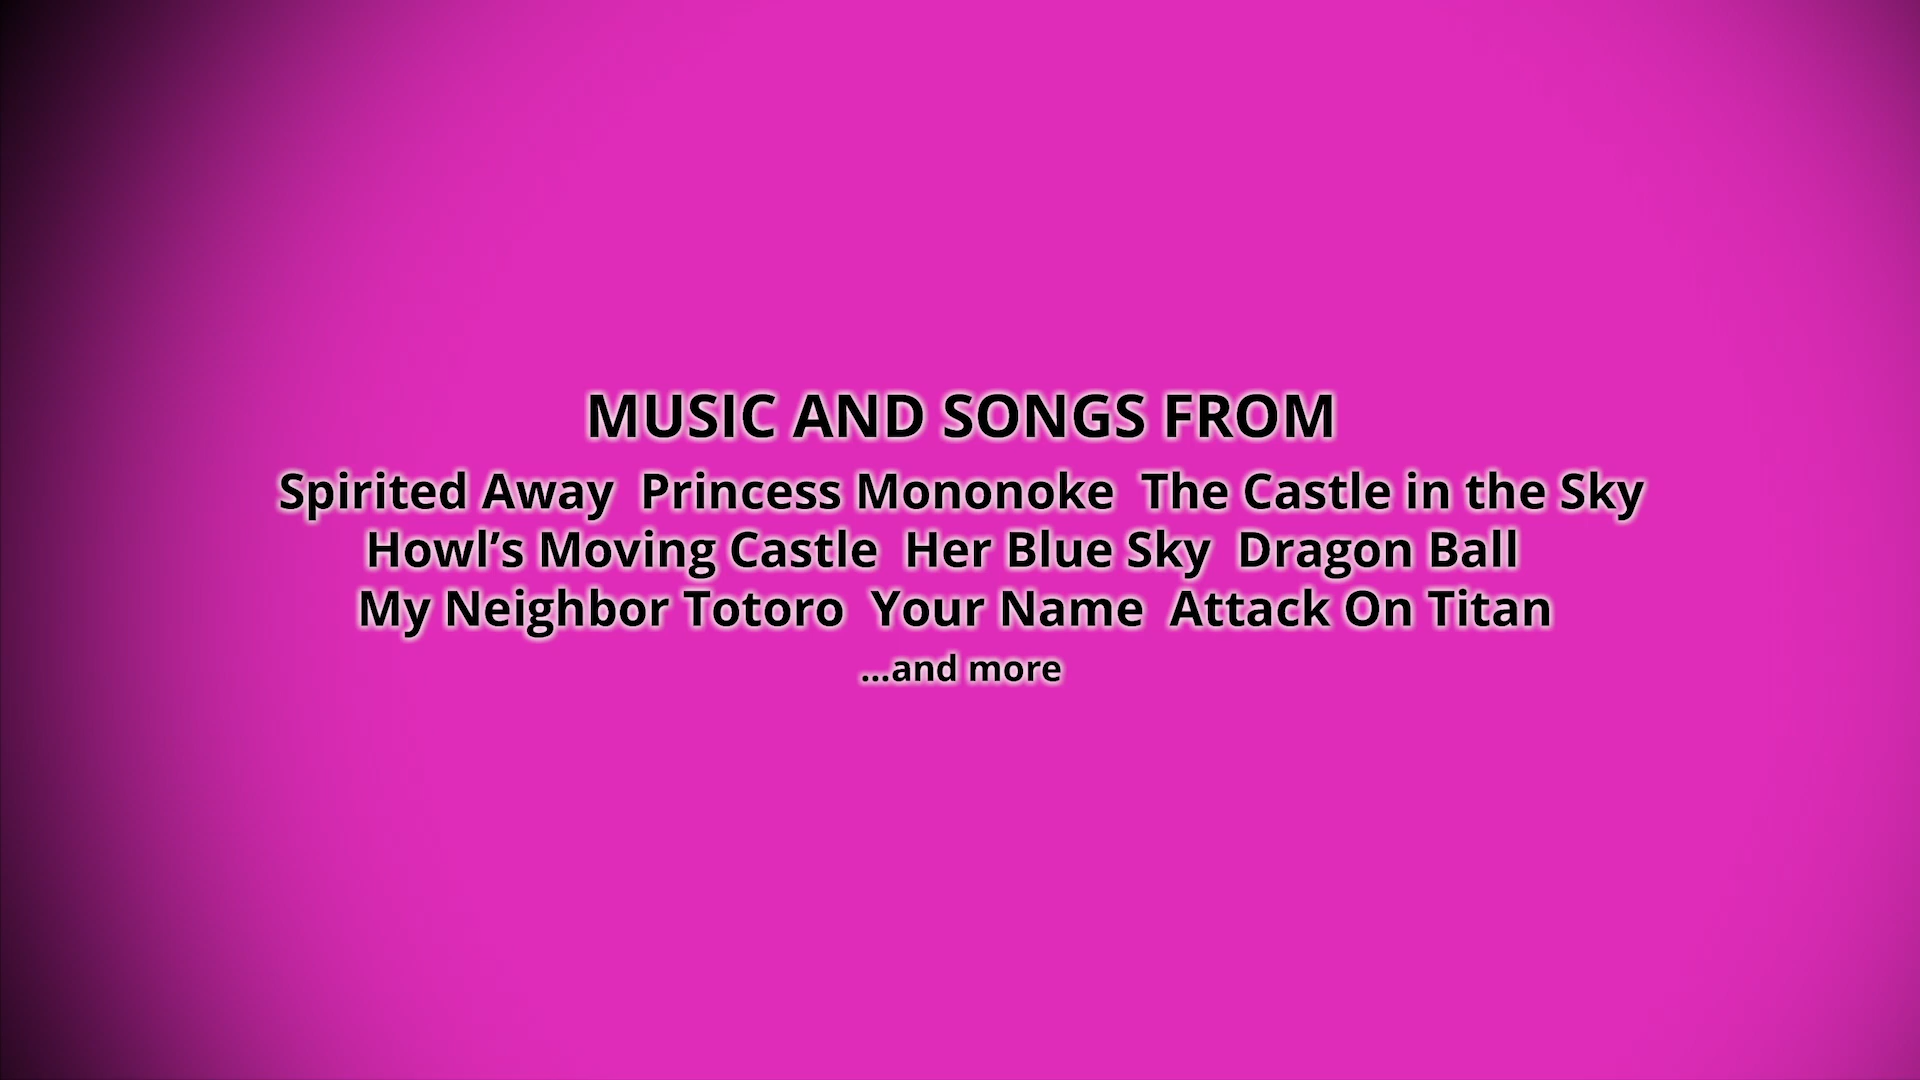 MUSIC AND SONGS FROM
Spirited Away  Princess Mononoke  The Castle in the Sky
Howl’s Moving Castle  Her Blue Sky  Dragon Ball
My Neighbor Totoro  Your Name  Attack On Titan
...and more